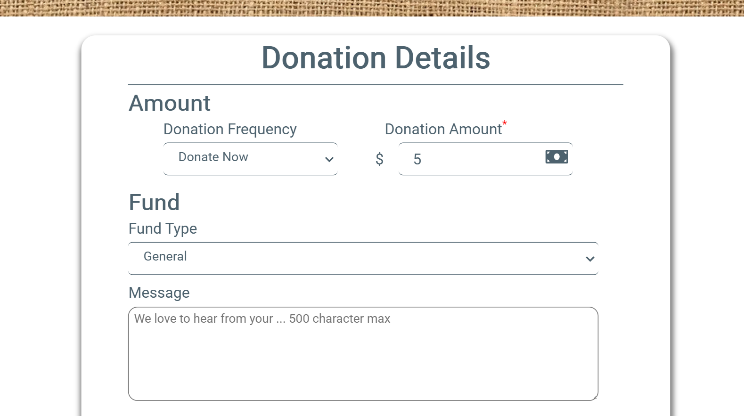 Donation Details
Amount
Donation Frequency
Donation Amount*
Donate Now
$ 5
Fund
Fund Type
General
Message
We love to hear from your ... 500 character max